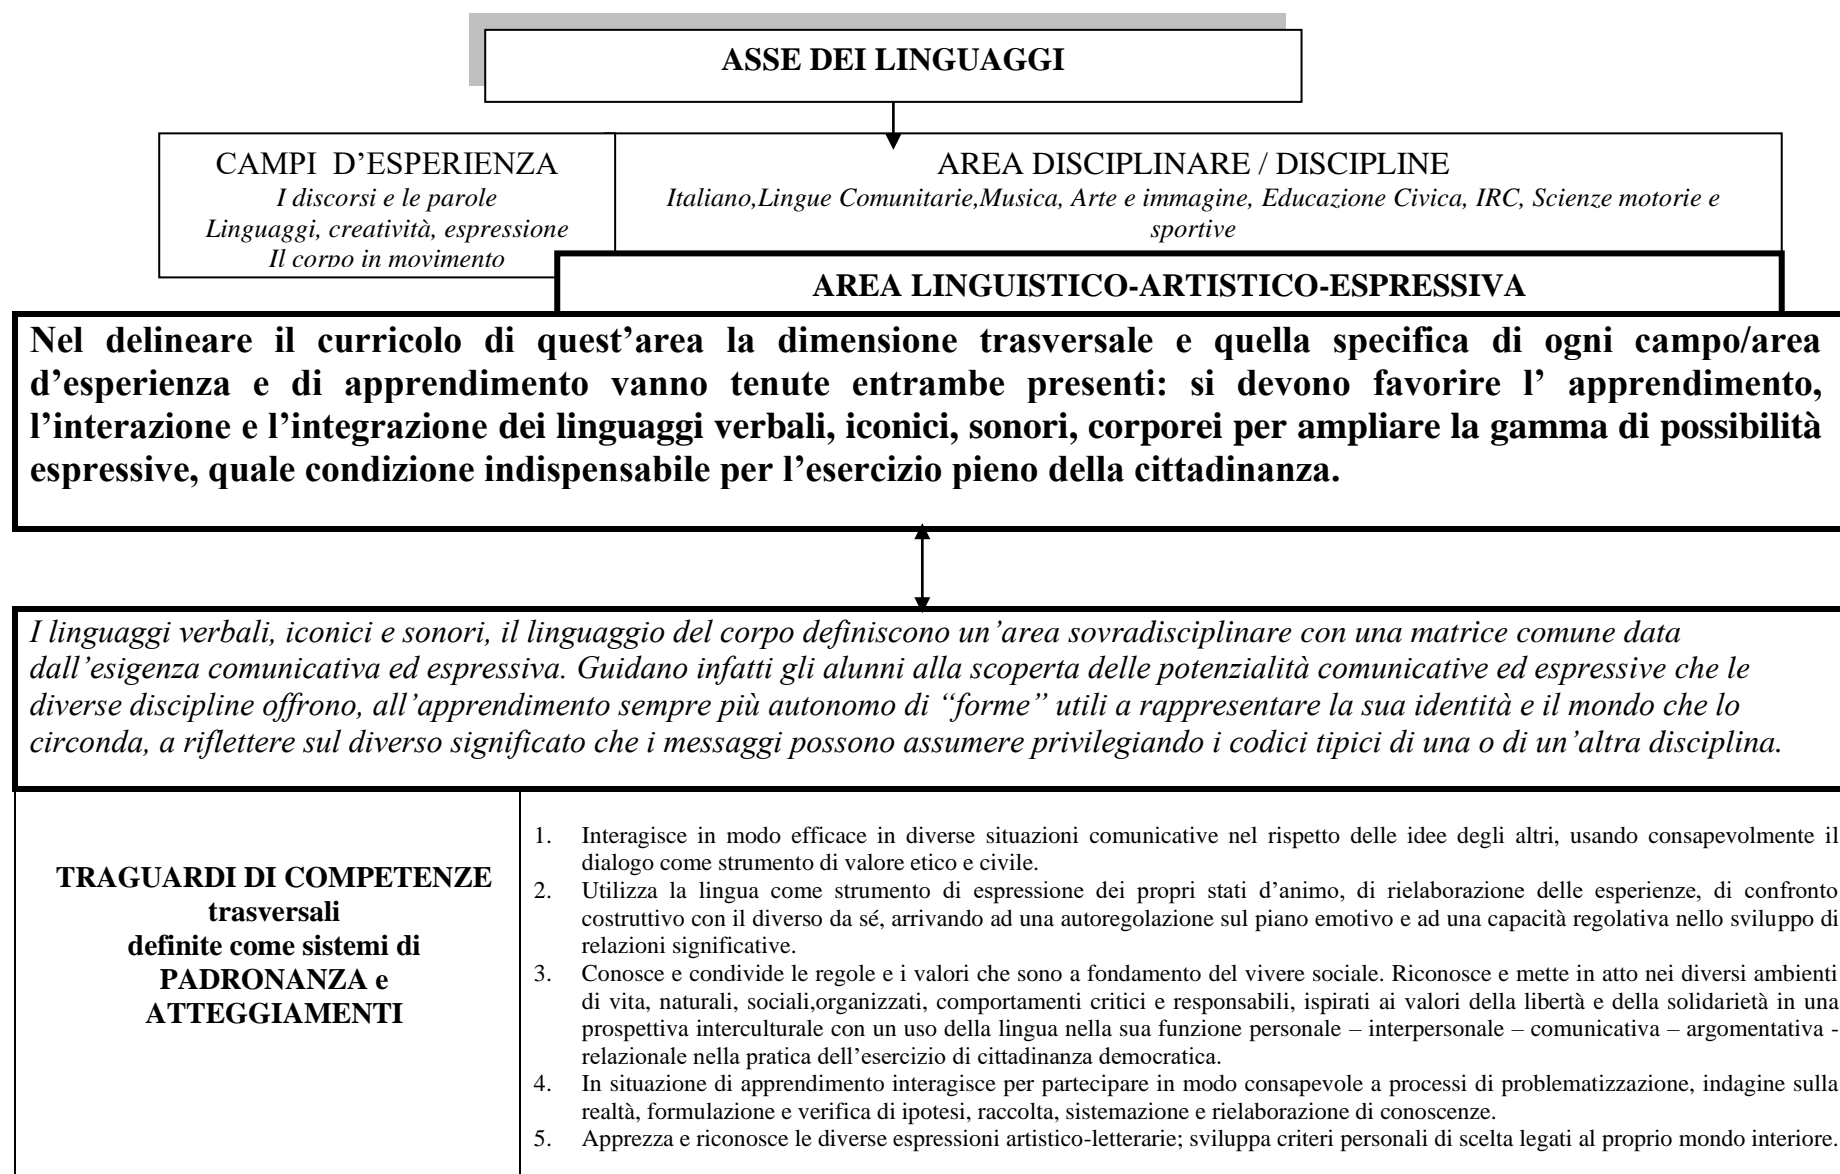 ASSE DEI LINGUAGGI
CAMPI D’ESPERIENZA
I discorsi e le parole
Linguaggi, creatività, espressione
Il corpo in movimento
AREA DISCIPLINARE / DISCIPLINE
Italiano,Lingue Comunitarie,Musica, Arte e immagine, Educazione Civica, IRC, Scienze motorie e
sportive
AREA LINGUISTICO-ARTISTICO-ESPRESSIVA
Nel delineare il curricolo di quest’area la dimensione trasversale e quella specifica di ogni campo/area
d’esperienza e di apprendimento vanno tenute entrambe presenti: si devono favorire l’ apprendimento,
l’interazione e l’integrazione dei linguaggi verbali, iconici, sonori, corporei per ampliare la gamma di possibilità
espressive, quale condizione indispensabile per l’esercizio pieno della cittadinanza.
I linguaggi verbali, iconici e sonori, il linguaggio del corpo definiscono un’area sovradisciplinare con una matrice comune data
dall’esigenza comunicativa ed espressiva. Guidano infatti gli alunni alla scoperta delle potenzialità comunicative ed espressive che le
diverse discipline offrono, all’apprendimento sempre più autonomo di “forme” utili a rappresentare la sua identità e il mondo che lo
circonda, a riflettere sul diverso significato che i messaggi possono assumere privilegiando i codici tipici di una o di un’altra disciplina.
TRAGUARDI DI COMPETENZE
trasversali
definite come sistemi di
PADRONANZA e
ATTEGGIAMENTI
1. Interagisce in modo efficace in diverse situazioni comunicative nel rispetto delle idee degli altri, usando consapevolmente il
dialogo come strumento di valore etico e civile.
2. Utilizza la lingua come strumento di espressione dei propri stati d’animo, di rielaborazione delle esperienze, di confronto
costruttivo con il diverso da sé, arrivando ad una autoregolazione sul piano emotivo e ad una capacità regolativa nello sviluppo di
relazioni significative.
3. Conosce e condivide le regole e i valori che sono a fondamento del vivere sociale. Riconosce e mette in atto nei diversi ambienti
di vita, naturali, sociali,organizzati, comportamenti critici e responsabili, ispirati ai valori della libertà e della solidarietà in una
prospettiva interculturale con un uso della lingua nella sua funzione personale – interpersonale – comunicativa – argomentativa -
relazionale nella pratica dell’esercizio di cittadinanza democratica.
4. In situazione di apprendimento interagisce per partecipare in modo consapevole a processi di problematizzazione, indagine sulla
realtà, formulazione e verifica di ipotesi, raccolta, sistemazione e rielaborazione di conoscenze.
5. Apprezza e riconosce le diverse espressioni artistico-letterarie; sviluppa criteri personali di scelta legati al proprio mondo interiore.